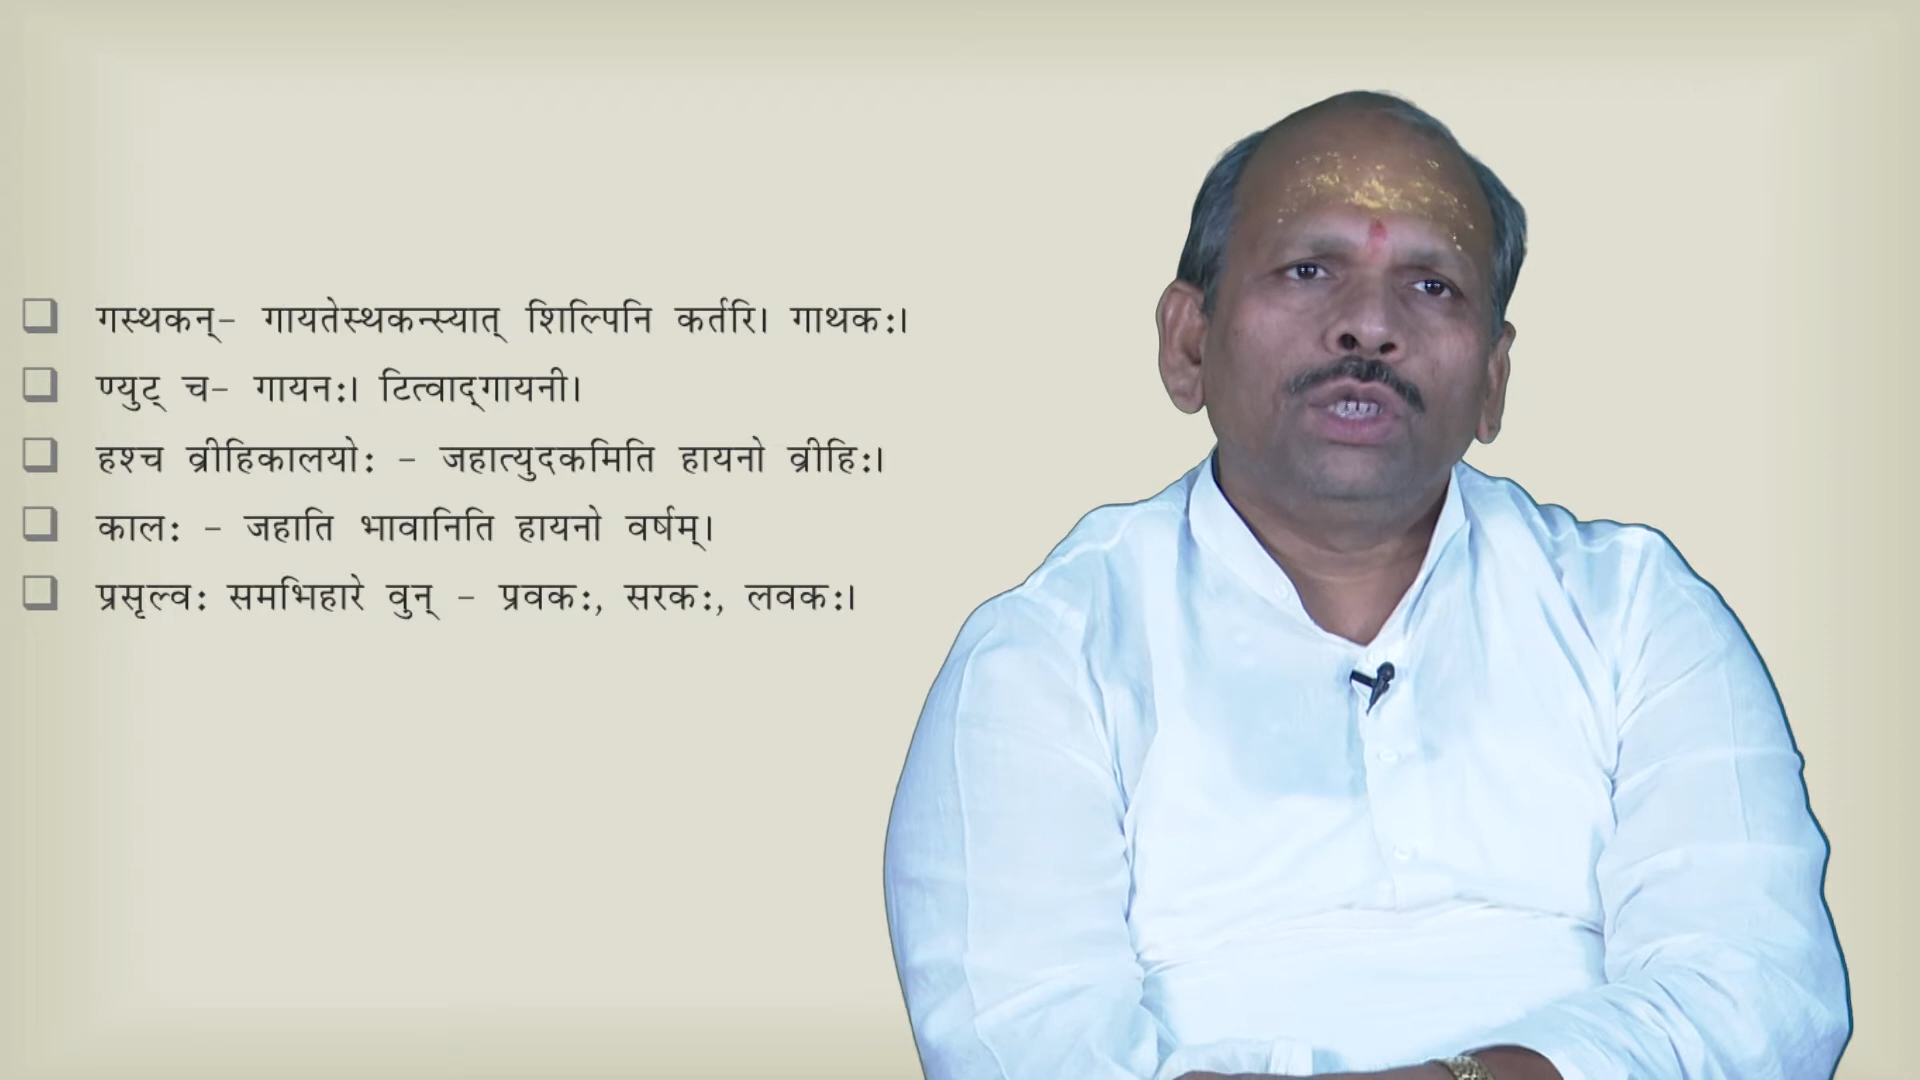 गस्थकन्– गायतेस्थकन्स्यात् शिल्पिनि कर्तरि। गाथकः।
ण्युट् च– गायनः। टित्वाद्गायनी।
हश्च व्रीहिकालयोः – जहात्युदकमिति हायनो व्रीहिः।
कालः – जहाति भावानिति हायनो वर्षम्।
प्रसृल्वः समभिहारे वुन् – प्रवकः, सरकः, लवकः।